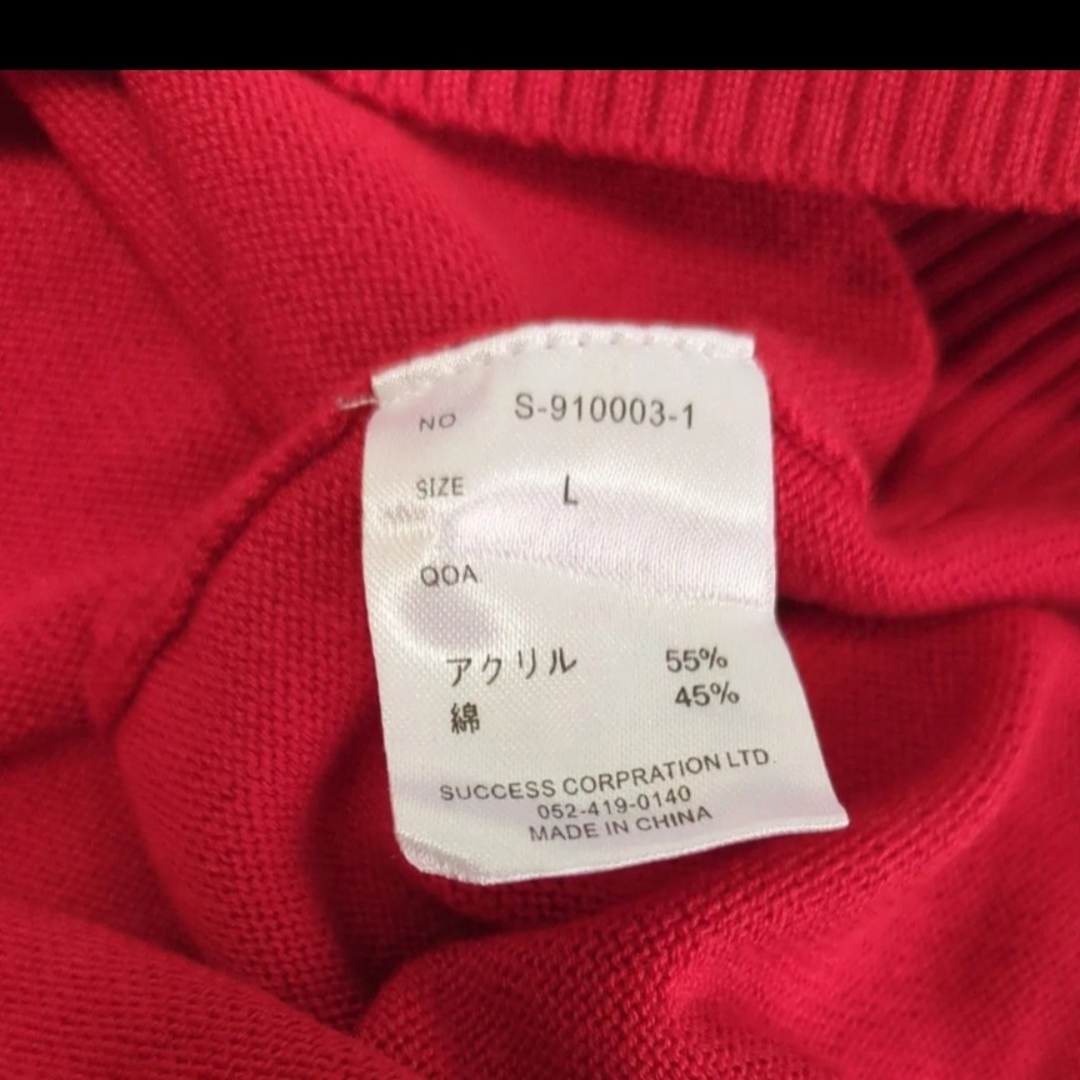 NO S-910003-1
SIZE L
QOA
アクリル 55%
綿 45%
SUCCESS CORPRATION LTD.
052-419-0140
MADE IN CHINA